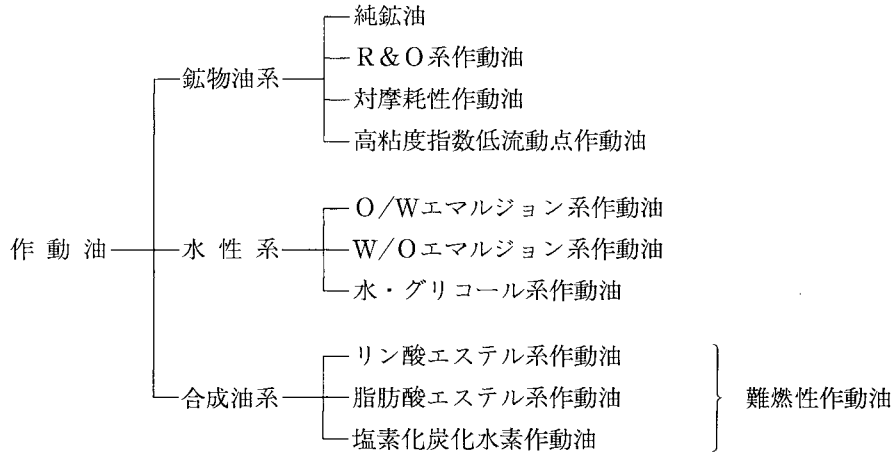 純鉱油
R&O系作動油
鉱物油系
対摩耗性作動油
高粘度指数低流動点作動油
O/Wエマルジョン系作動油
作動油
水性系
W/Oエマルジョン系作動油
水・グリコール系作動油
リン酸エステル系作動油
合成油系
脂肪酸エステル系作動油
難燃性作動油
塩素化炭化水素作動油